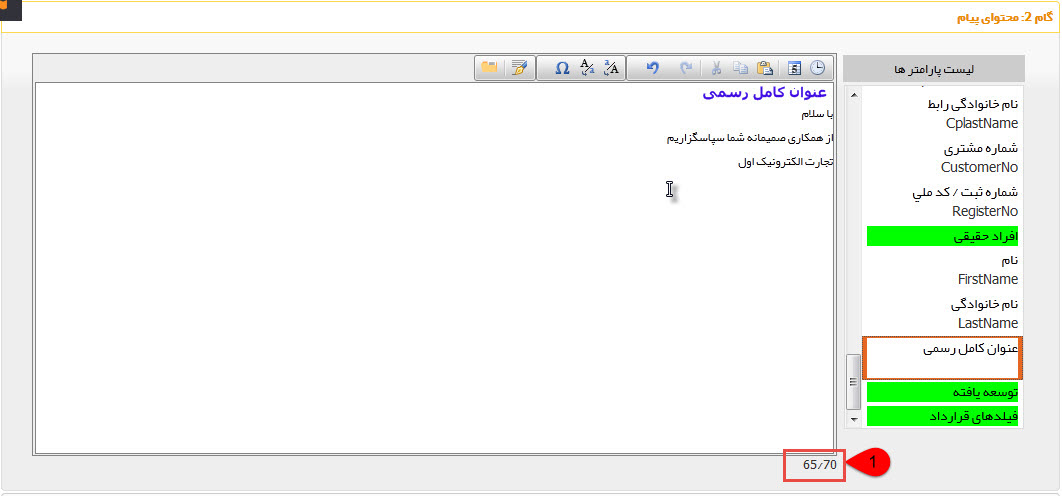 گام 2: محتوای پیام
لیست پارامتر ها
عنوان کامل رسمی
با سلام
از همکاری صمیمانه شما سپاسگزاریم
تجارت الکترونیک اول
نام خانوادگی رابط
CplastName
شماره مشتری
CustomerNo
شماره ثبت / کد ملي
RegisterNo
افراد حقیقی
نام
FirstName
نام خانوادگی
LastName
عنوان کامل رسمی
توسعه یافته
فیلدهای قرارداد
65/70
1